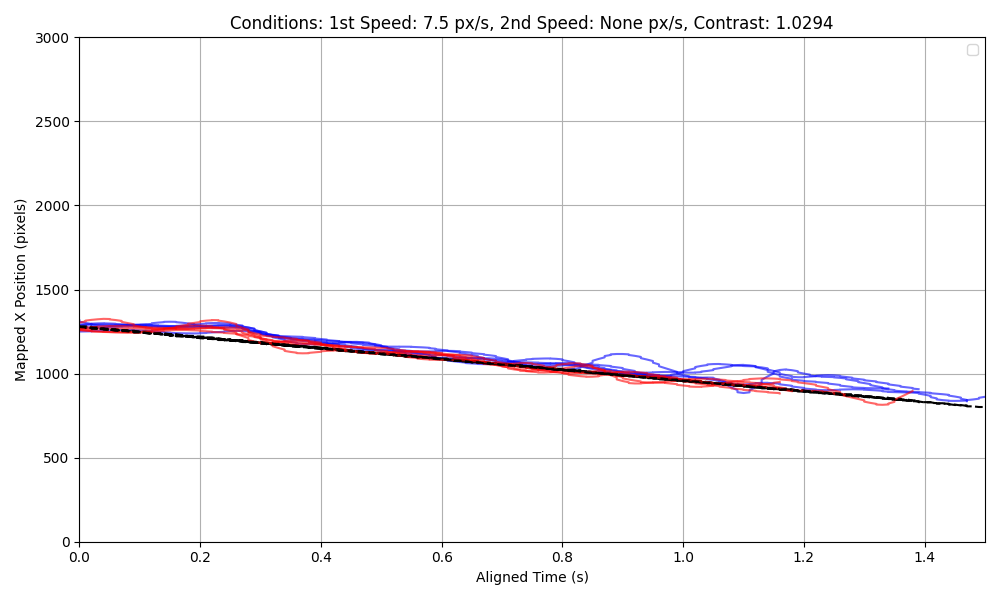 Conditions: 1st Speed: 7.5 px/s, 2nd Speed: None px/s, Contrast: 1.0294
3000
2500
2000
1500
1000
500
0
Mapped X Position (pixels)
0.0 0.2 0.4 0.6 0.8 1.0 1.2 1.4
Aligned Time (s)